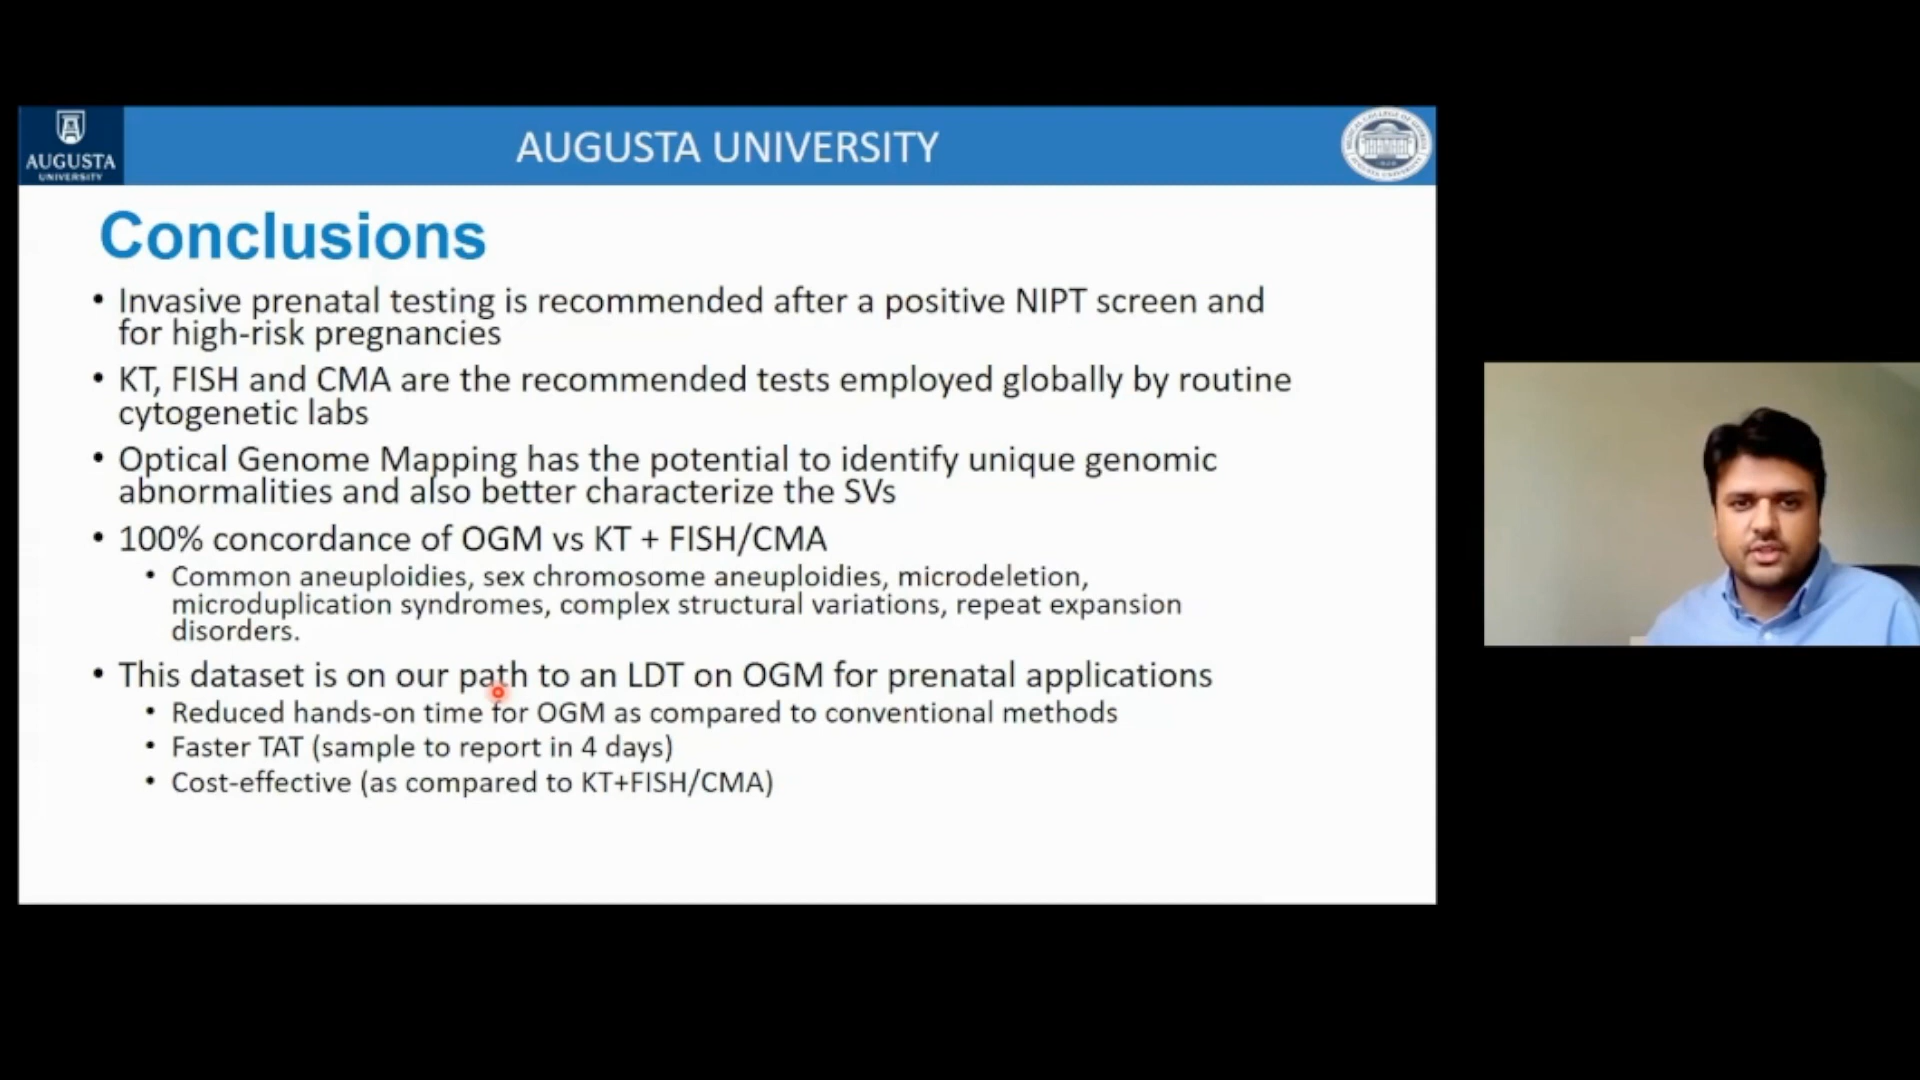 AUGUSTA
UNIVERSITY
AUGUSTA UNIVERSITY
Conclusions
• Invasive prenatal testing is recommended after a positive NIPT screen and
for high-risk pregnancies
• KT, FISH and CMA are the recommended tests employed globally by routine
cytogenetic labs
• Optical Genome Mapping has the potential to identify unique genomic
abnormalities and also better characterize the SVs
• 100% concordance of OGM vs KT + FISH/CMA
• Common aneuploidies, sex chromosome aneuploidies, microdeletion,
microduplication syndromes, complex structural variations, repeat expansion
disorders.
• This dataset is on our path to an LDT on OGM for prenatal applications
• Reduced hands-on time for OGM as compared to conventional methods
• Faster TAT (sample to report in 4 days)
• Cost-effective (as compared to KT+FISH/CMA)